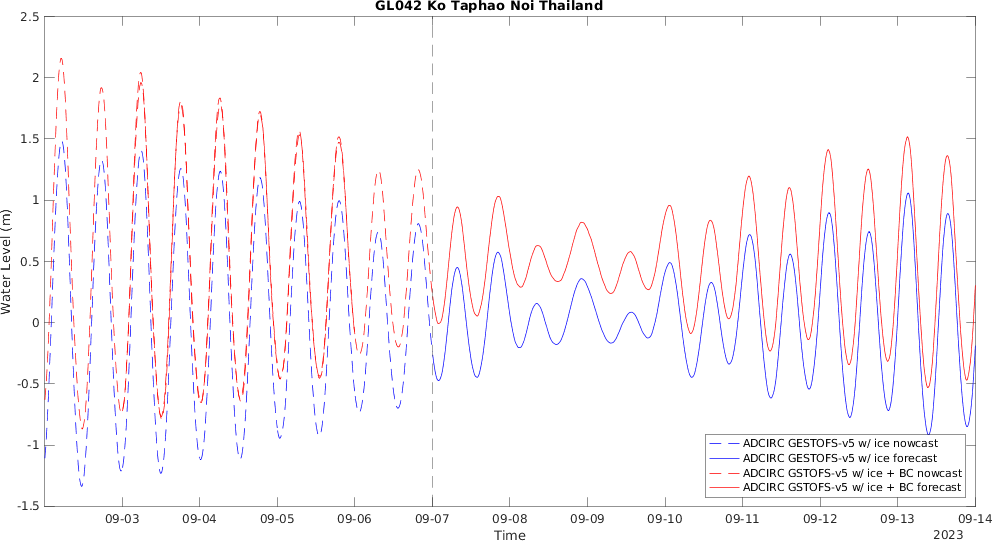 GL042 Ko Taphao Noi Thailand
2.5
2
1.5
1
0.5
0
-0.5
-1
-1.5
Water Level (m)
ADCIRC GESTOFS-v5 w/ ice nowcast
ADCIRC GESTOFS-v5 w/ ice forecast
ADCIRC GSTOFS-v5 w/ ice + BC nowcast
ADCIRC GSTOFS-v5 w/ ice + BC forecast
09-03 09-04 09-05 09-06 09-07 09-08 09-09 09-10 09-11 09-12 09-13 09-14
Time
2023